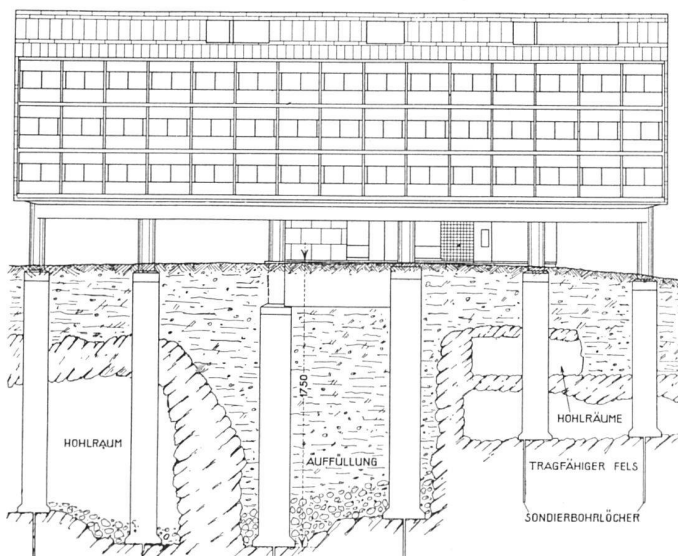 1750
HOHLRAUM
HOHLRÄUME
AUFFÜLLUNG
TRAGFÄHIGER FELS
SONDIERBOHRLÖCHER